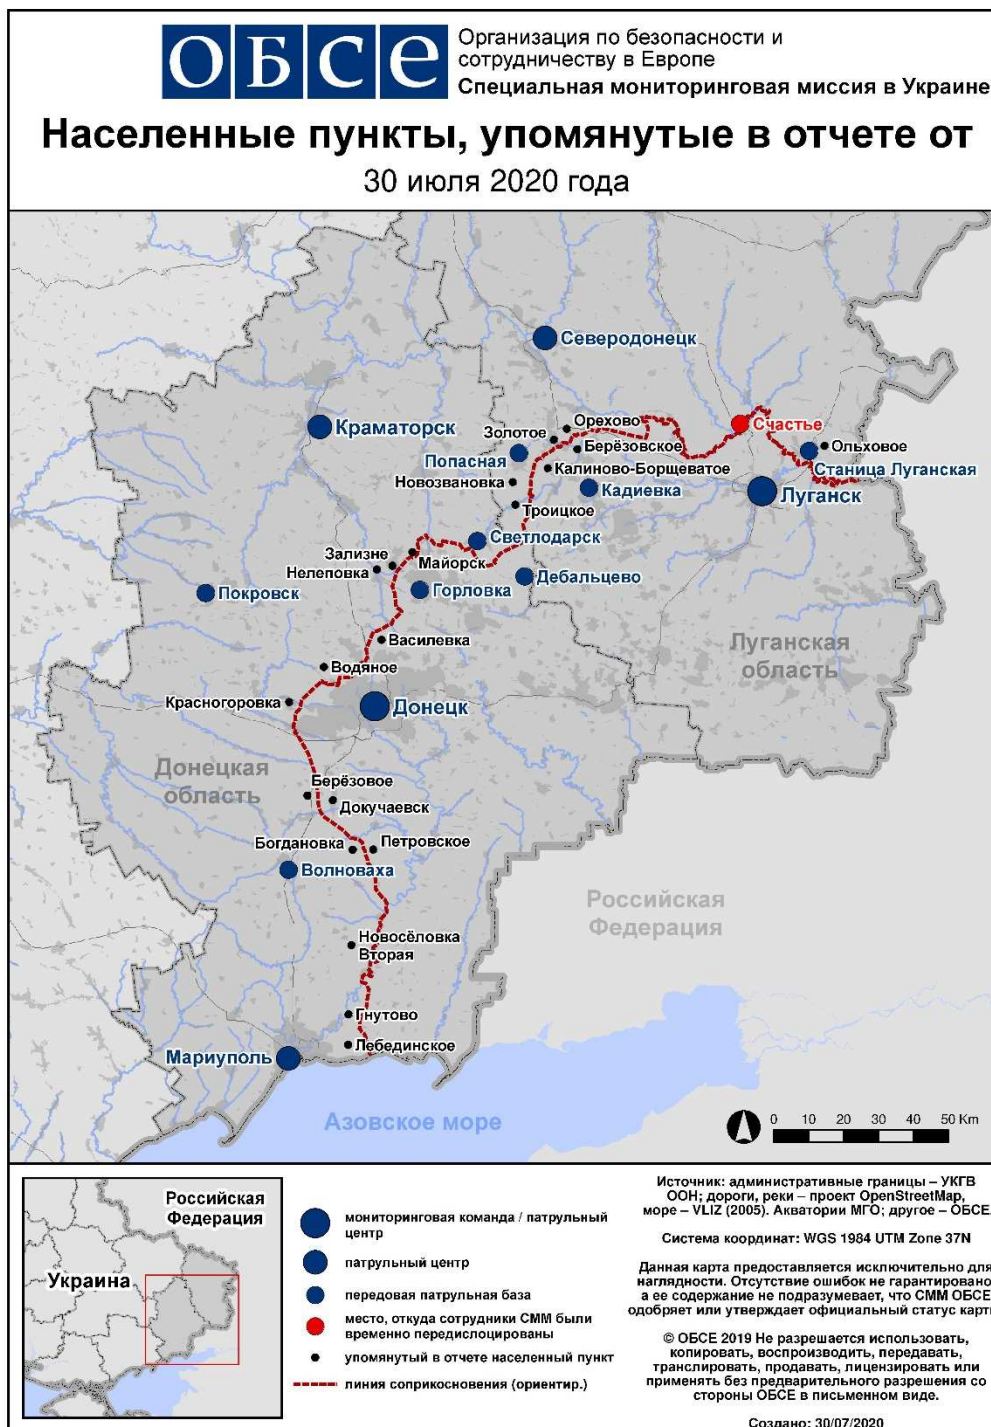 ОБСЕ
Организация по безопасности и
сотрудничеству в Европе
Специальная мониторинговая миссия в Украине
Населенные пункты, упомянутые в отчете от
30 июля 2020 года
Северодонецк
Краматорск
Орехово
Счастье
Золотое
Берёзовское
Ольховое
Попасная
Калиново-Борщеватое
Станица Луганская
Новозвановка
Кадиевка
Луганск
Троицкое
Светлодарск
Зализне
Майорск
Нелеповка
Дебальцево
Покровск
Горловка
Василевка
Луганская
область
Водяное
Красногоровка
Донецк
Донецкая
область
Берёзовое
Докучаевск
Богдановка
Петровское
Волноваха
Российская
Федерация
Новосёловка
Вторая
Гнутово
Лебединское
Мариуполь
Азовское море
0 10 20 30 40 50 Km
Российская
Федерация
Украина
мониторинговая команда / патрульный
центр
патрульный центр
передовая патрульная база
место, откуда сотрудники СММ были
временно передислоцированы
упомянутый в отчете населенный пункт
линия соприкосновения (ориентир.)
Источник: административные границы – УКГВ
ООН; дороги, реки – проект OpenStreetMap,
море – VLIZ (2005). Акватории МГО; другое – ОБСЕ.
Система координат: WGS 1984 UTM Zone 37N
Данная карта предоставляется исключительно для
наглядности. Отсутствие ошибок не гарантировано
а ее содержание не подразумевает, что СММ ОБСЕ
одобряет или утверждает официальный статус карт
© ОБСЕ 2019 Не разрешается использовать,
копировать, воспроизводить, передавать,
транслировать, продавать, лицензировать или
применять без предварительного разрешения со
стороны ОБСЕ в письменном виде.
Создано: 30/07/2020